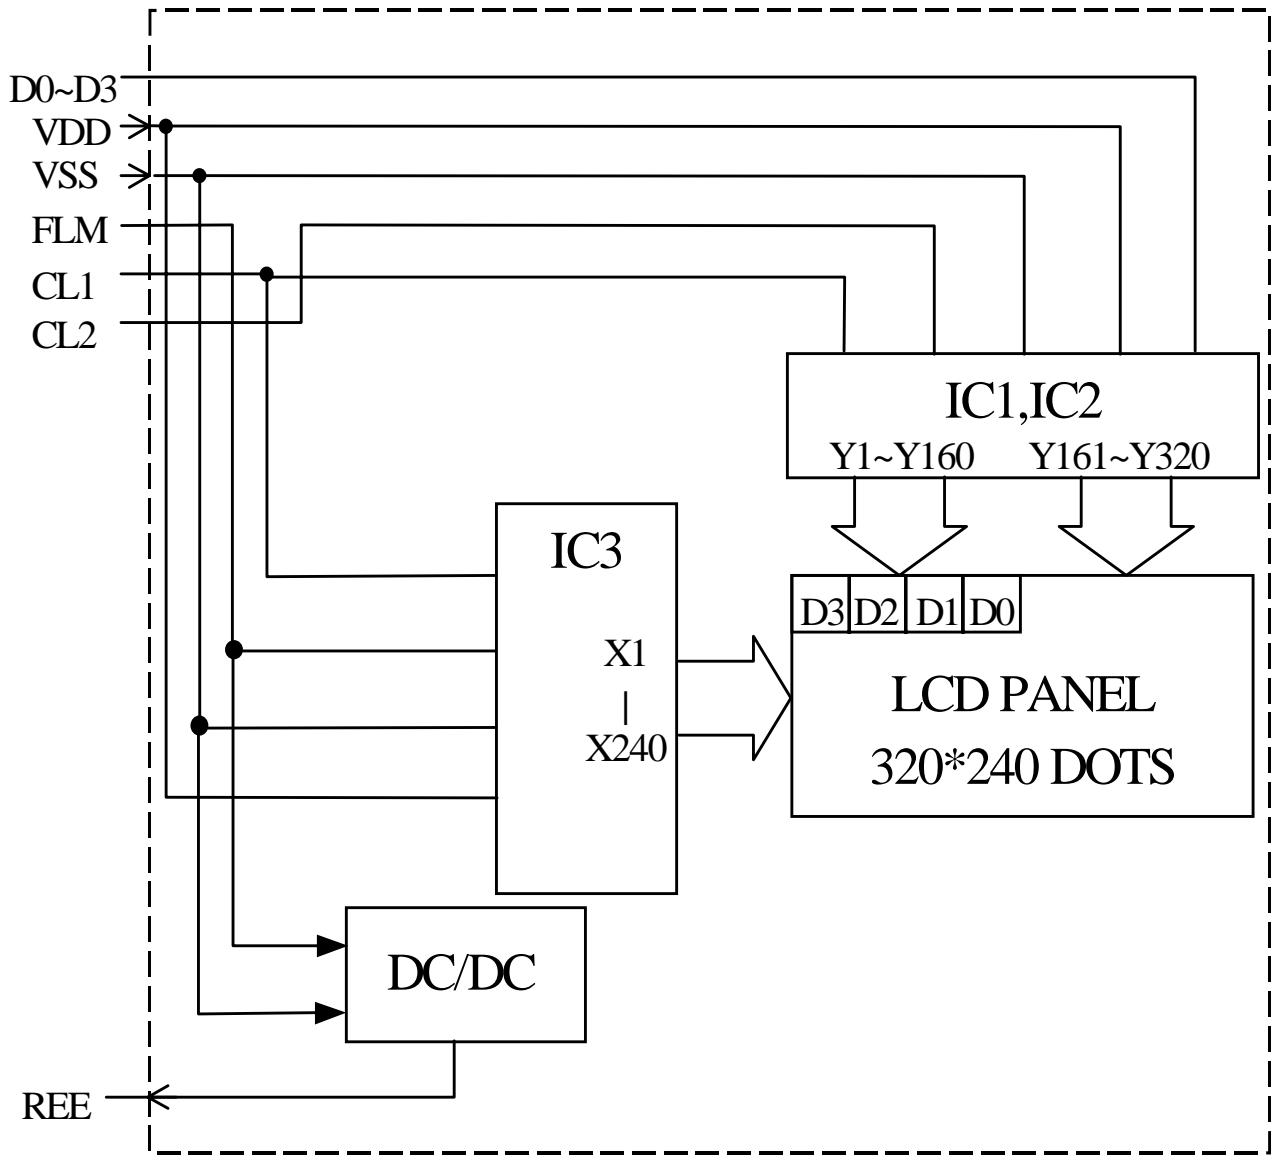 D0~D3
VDD
VSS
FLM
CL1
CL2
IC1,IC2
Y1~Y160 Y161~Y320
IC3
X1
|
X240
D3 D2 D1 D0
LCD PANEL
320*240 DOTS
DC/DC
REE